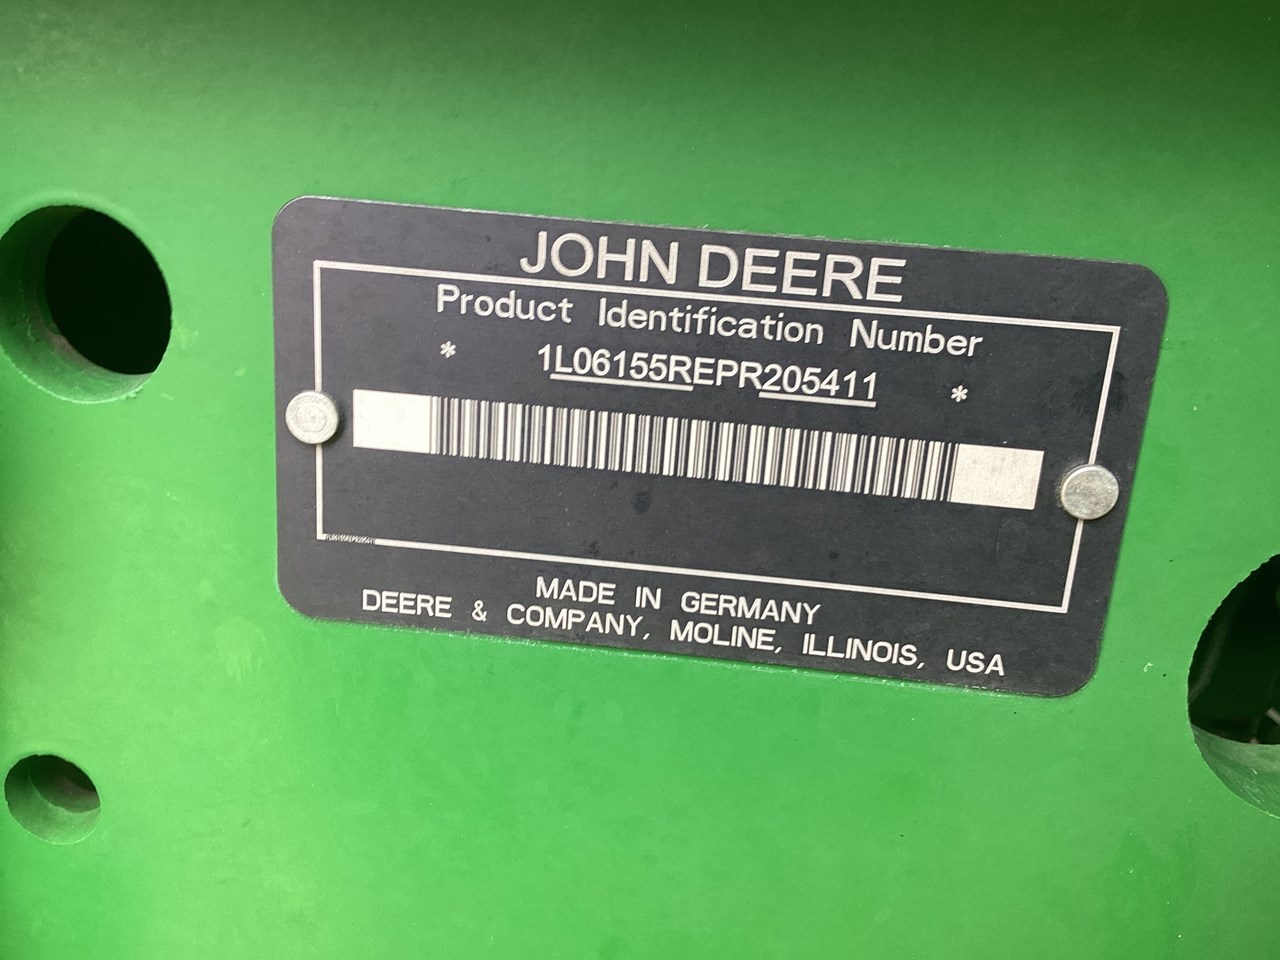 JOHN DEERE
Product Identification Number
* 1L06155REPR205411 *
MADE IN GERMANY
DEERE & COMPANY, MOLINE, ILLINOIS, USA